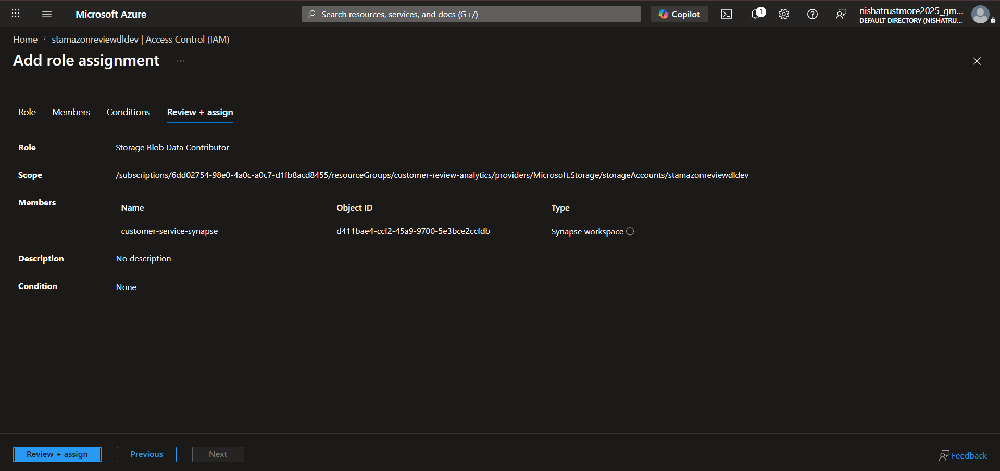 Microsoft Azure
Search resources, services, and docs (G+/)
Copilot
1
nishatrustmore2025_gm...
DEFAULT DIRECTORY (NISHATRU...
Home > stamazonreviewdldev | Access Control (IAM)
Add role assignment ...
Role Members Conditions Review + assign
Role Storage Blob Data Contributor
Scope /subscriptions/6dd02754-98e0-4a0c-a0c7-d1fb8acd8455/resourceGroups/customer-review-analytics/providers/Microsoft.Storage/storageAccounts/stamazonreviewdldev
Members
Name Object ID Type
customer-service-synapse d411bae4-ccf2-45a9-9700-5e3bce2ccfdb Synapse workspace
Description No description
Condition None
Review + assign Previous Next
Feedback